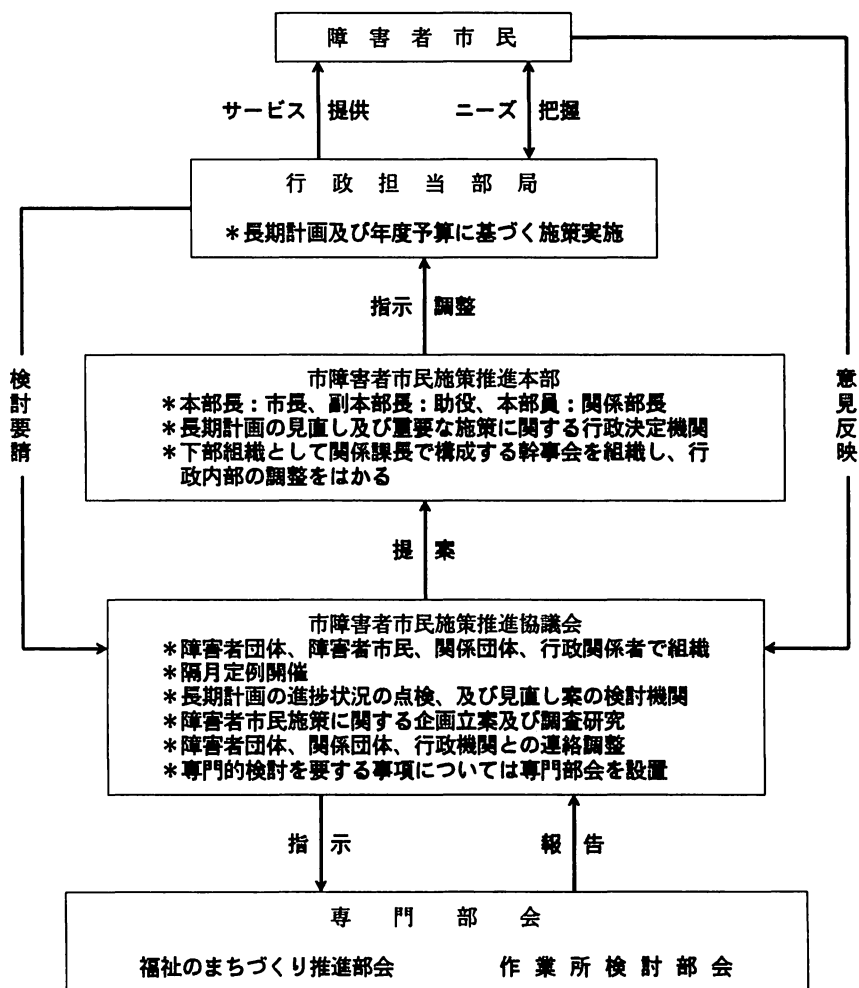 障害者市民
サービス 提供
ニーズ 把握
行政担当部局
＊長期計画及び年度予算に基づく施策実施
指示 調整
検討要請
意見反映
市障害者市民施策推進本部
＊本部長：市長、副本部長：助役、本部員：関係部長
＊長期計画の見直し及び重要な施策に関する行政決定機関
＊下部組織として関係課長で構成する幹事会を組織し、行
政内部の調整をはかる
提 案
市障害者市民施策推進協議会
＊障害者団体、障害者市民、関係団体、行政関係者で組織
＊隔月定例開催
＊長期計画の進捗状況の点検、及び見直し案の検討機関
＊障害者市民施策に関する企画立案及び調査研究
＊障害者団体、関係団体、行政機関との連絡調整
＊専門的検討を要する事項については専門部会を設置
指 示
報 告
専門部会
福祉のまちづくり推進部会
作業所検討部会